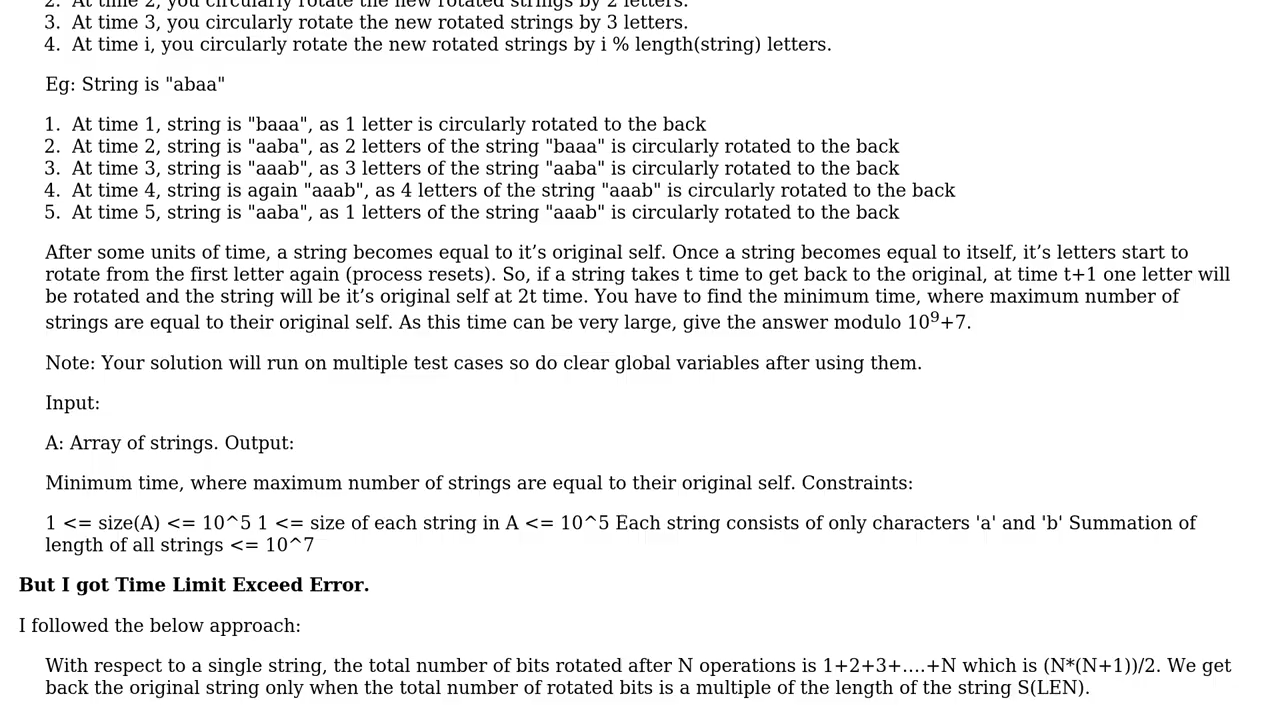 2. At time 2, you circularly rotate the new rotated strings by 2 letters.
3. At time 3, you circularly rotate the new rotated strings by 3 letters.
4. At time i, you circularly rotate the new rotated strings by i % length(string) letters.
Eg: String is "abaa"
1. At time 1, string is "baaa", as 1 letter is circularly rotated to the back
2. At time 2, string is "aaba", as 2 letters of the string "baaa" is circularly rotated to the back
3. At time 3, string is "aaab", as 3 letters of the string "aaba" is circularly rotated to the back
4. At time 4, string is again "aaab", as 4 letters of the string "aaab" is circularly rotated to the back
5. At time 5, string is "aaba", as 1 letters of the string "aaab" is circularly rotated to the back
After some units of time, a string becomes equal to it’s original self. Once a string becomes equal to itself, it’s letters start to
rotate from the first letter again (process resets). So, if a string takes t time to get back to the original, at time t+1 one letter will
be rotated and the string will be it’s original self at 2t time. You have to find the minimum time, where maximum number of
strings are equal to their original self. As this time can be very large, give the answer modulo 10⁹+7.
Note: Your solution will run on multiple test cases so do clear global variables after using them.
Input:
A: Array of strings. Output:
Minimum time, where maximum number of strings are equal to their original self. Constraints:
1 <= size(A) <= 10^5 1 <= size of each string in A <= 10^5 Each string consists of only characters 'a' and 'b' Summation of
length of all strings <= 10^7
But I got Time Limit Exceed Error.
I followed the below approach:
With respect to a single string, the total number of bits rotated after N operations is 1+2+3+….+N which is (N*(N+1))/2. We get
back the original string only when the total number of rotated bits is a multiple of the length of the string S(LEN).